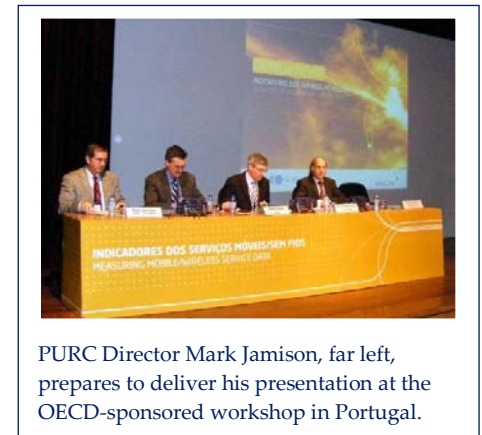 INDICADORES DOS SERVIÇOS MÓVEIS/SEM FIOS
MEASURING MOBILE/WIRELESS SERVICE DATA
PURC Director Mark Jamison, far left,
prepares to deliver his presentation at the
OECD-sponsored workshop in Portugal.